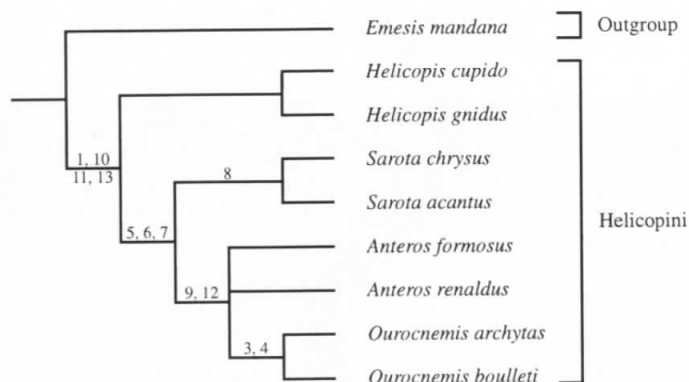 Emesis mandana
Outgroup
Helicopis cupido
Helicopis gnidus
1, 10
11, 13
8
Sarota chrysus
Sarota acantus
Helicopini
5, 6, 7
Anteros formosus
9, 12
Anteros renaldus
3, 4
Ourocnemis archytas
Ourocnemis boulleti